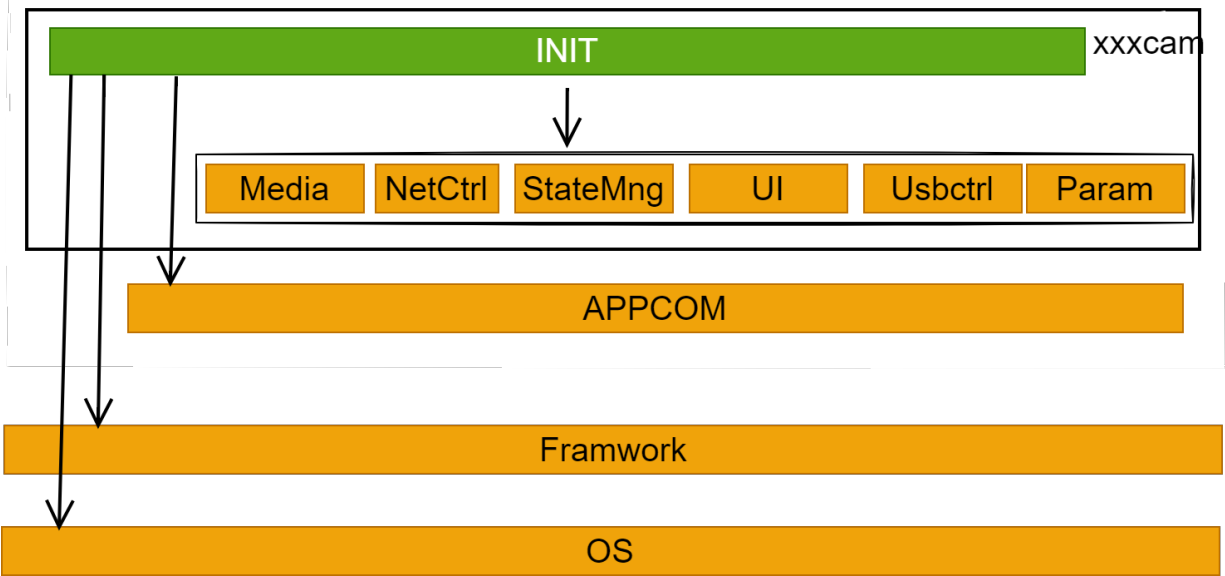 INIT
xxxcam
Media
NetCtrl
StateMng
UI
Usbctrl
Param
APPCOM
Framwork
OS